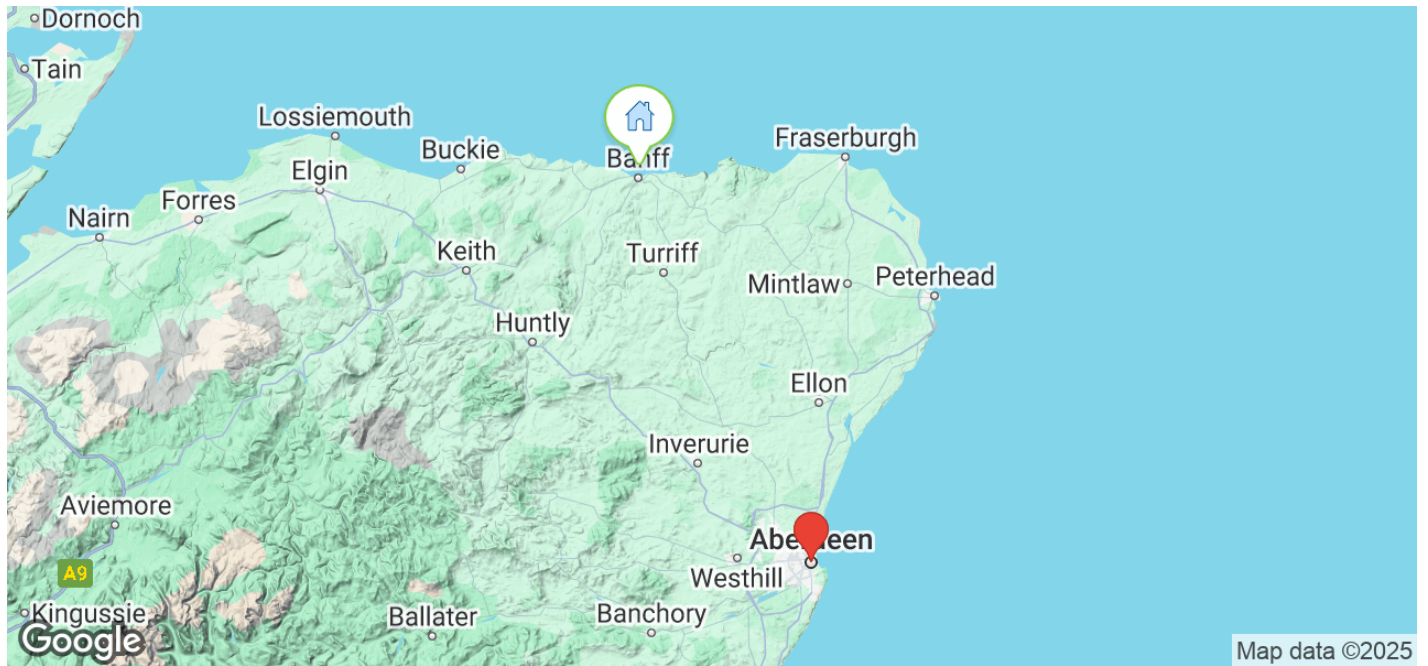 Dornoch
Tain
Lossiemouth
Buckie
Banff
Fraserburgh
Elgin
Forres
Nairn
Keith
Turriff
Mintlaw
Peterhead
Huntly
Ellon
Inverurie
Aviemore
Aberdeen
A9
Westhill
Kingussie
Ballater
Banchory
Google
Map data ©2025